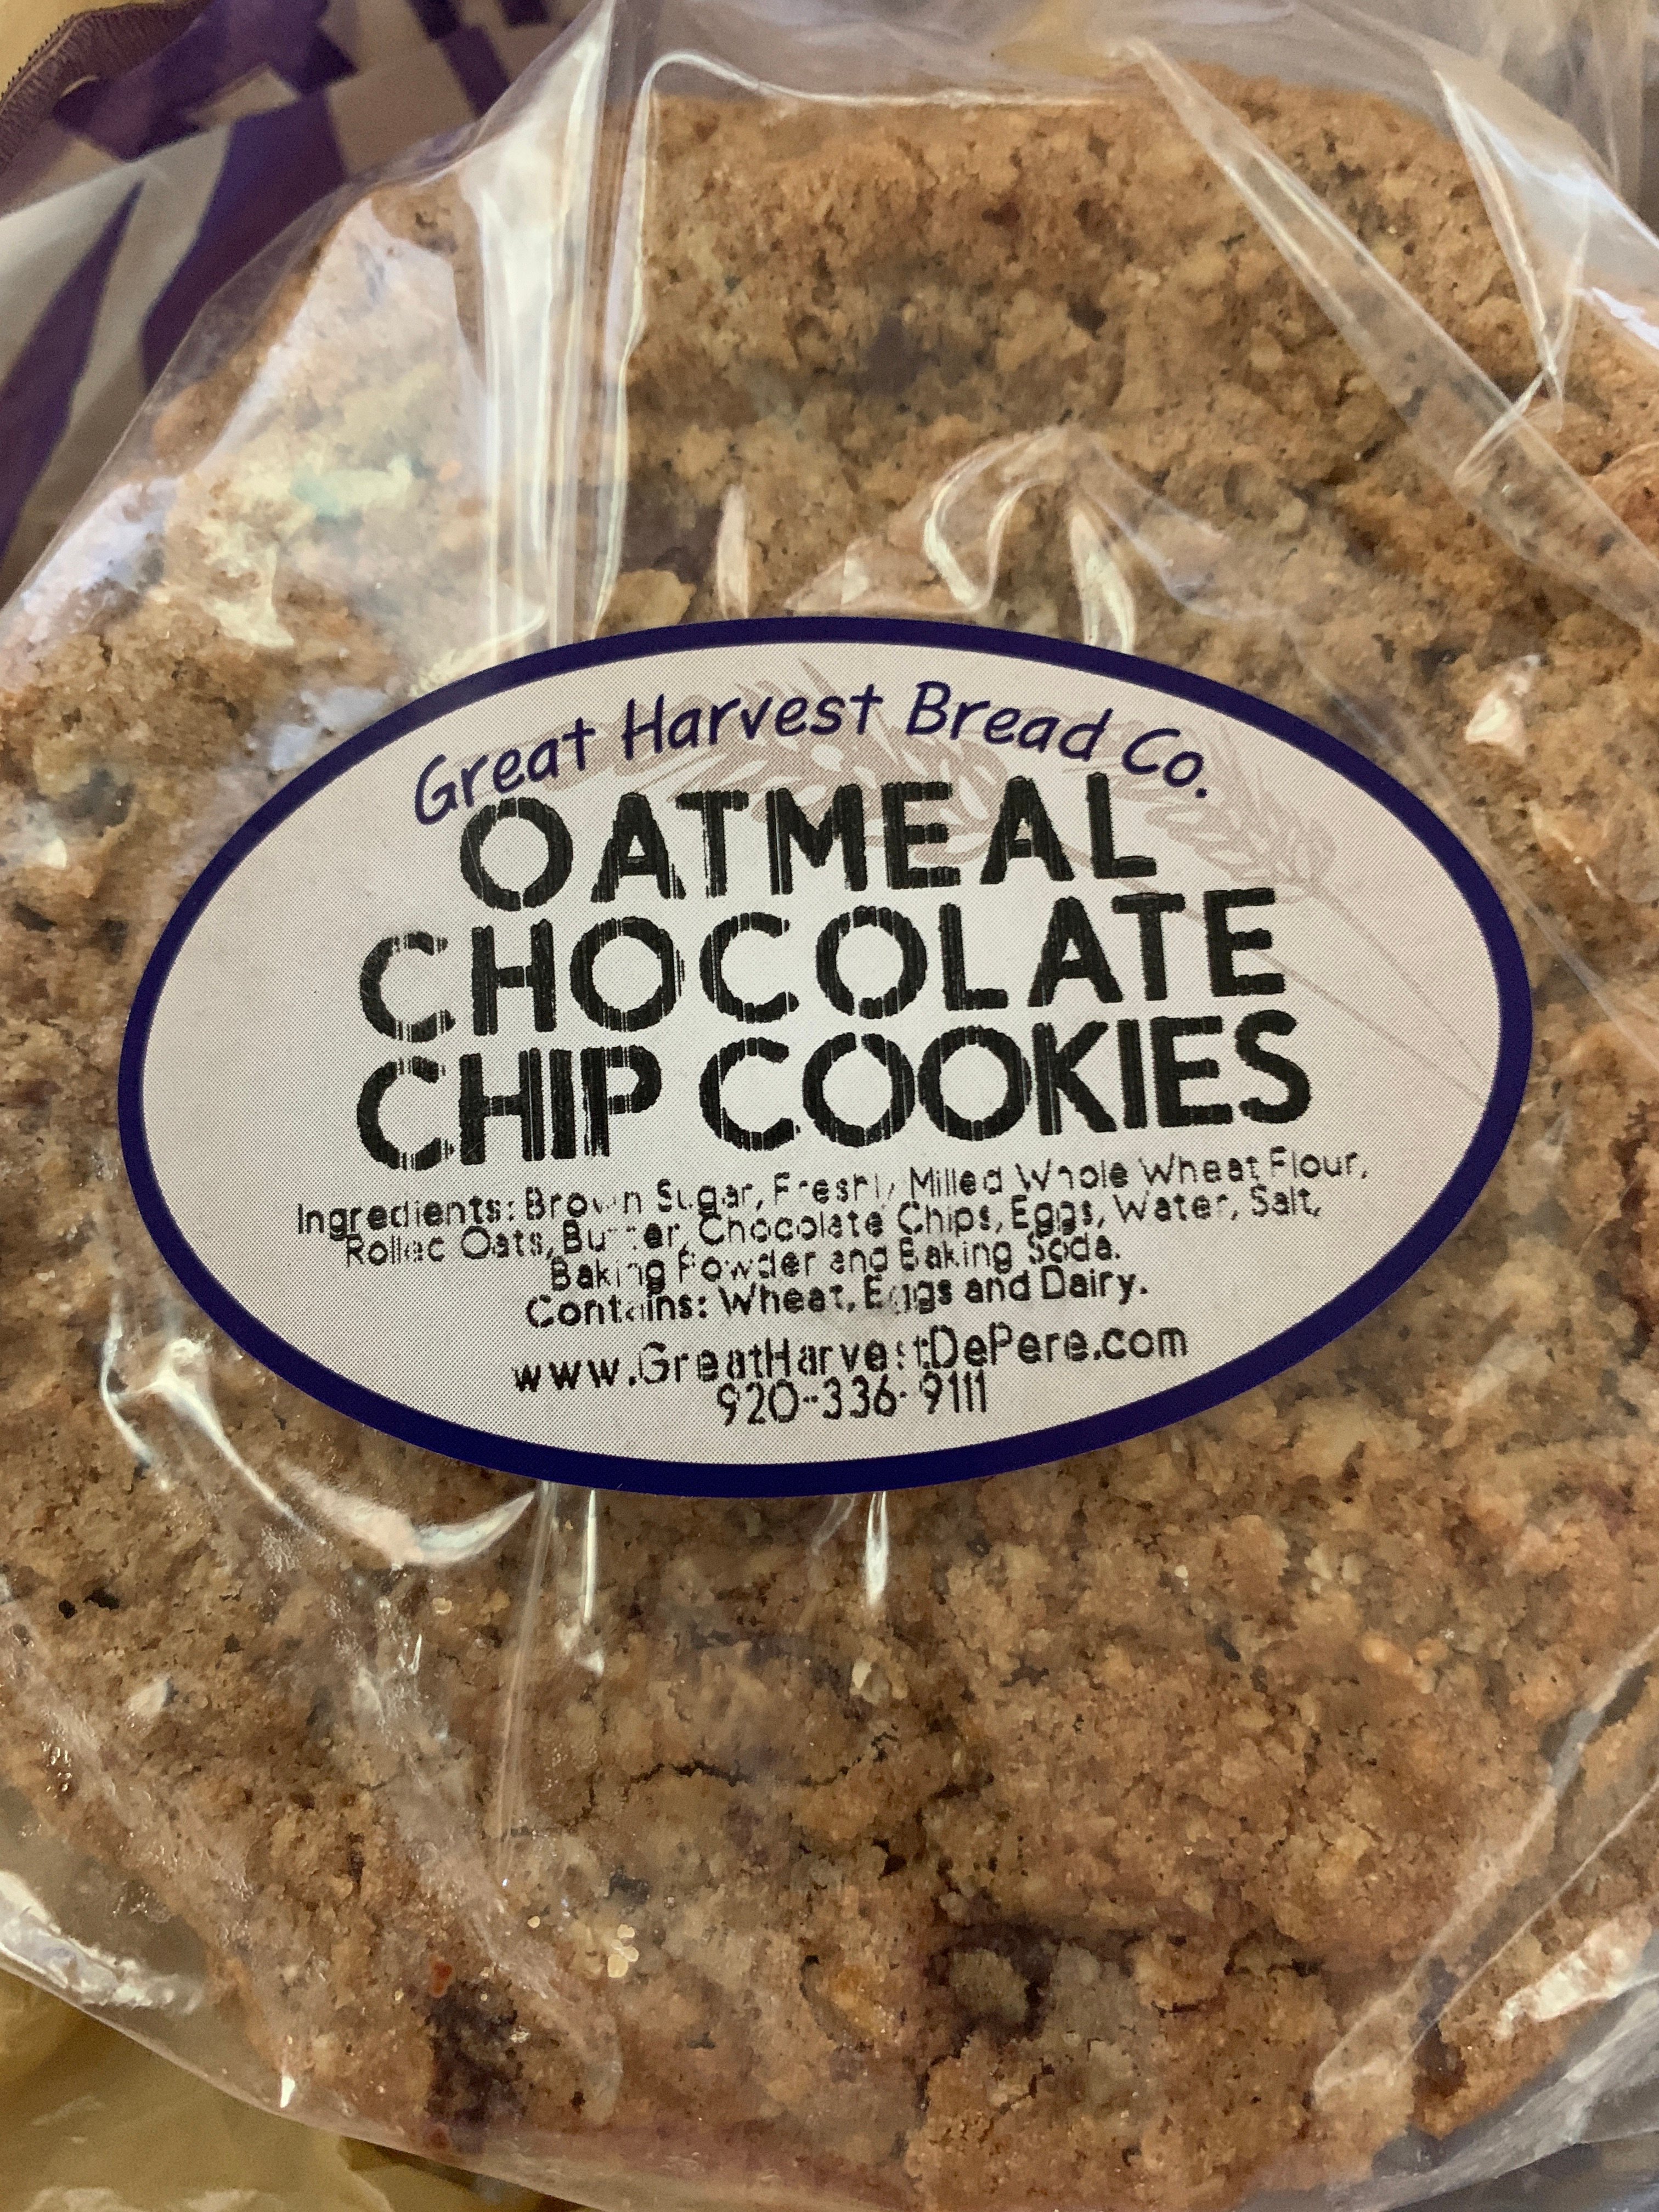 Great Harvest Bread Co.
OATMEAL
CHOCOLATE
CHIP COOKIES
Ingredients: Brown Sugar, Freshly Milled Whole Wheat Flour,
Rolled Oats, Butter, Chocolate Chips, Eggs, Water, Salt,
Baking Powder and Baking Soda.
Contains: Wheat, Eggs and Dairy.
www.GreatHarvestDePere.com
920-336-9111